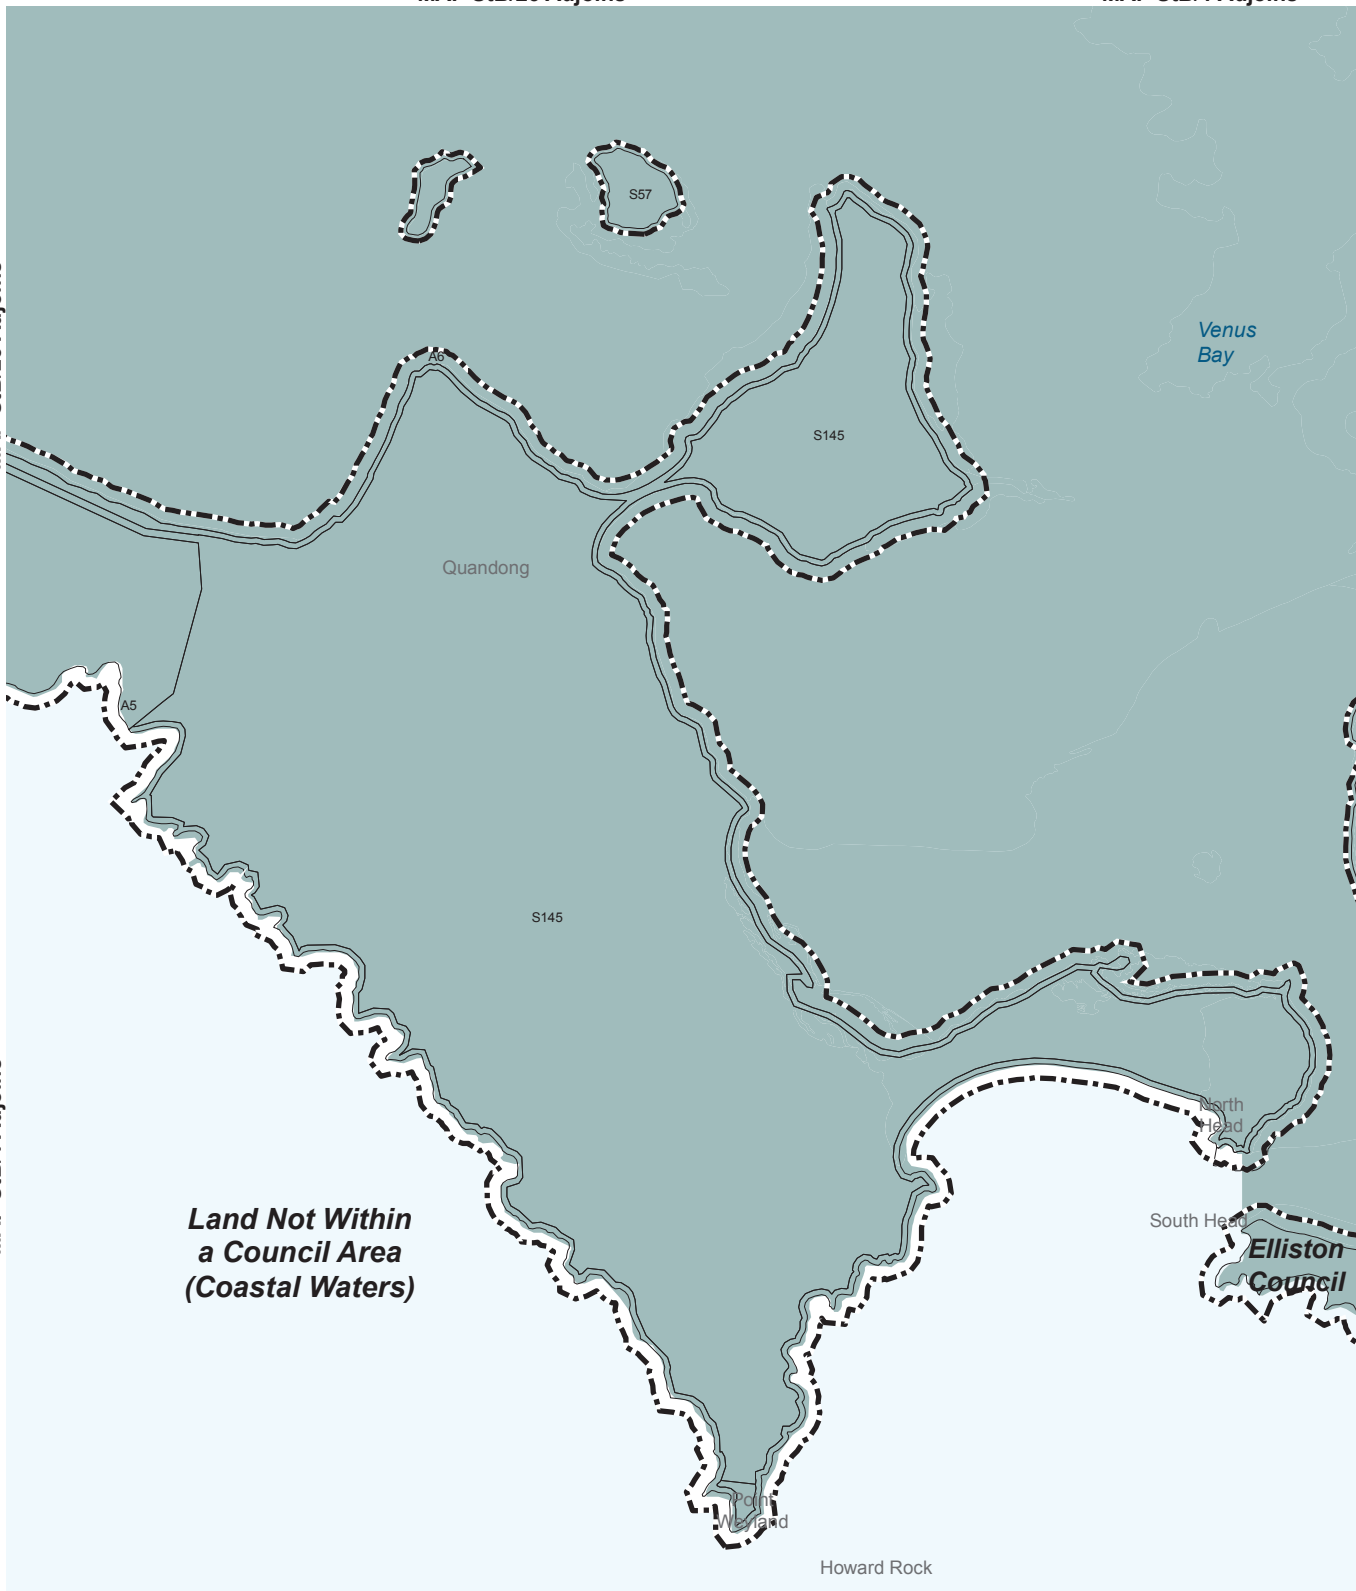 S57
Venus
Bay
A6
S145
Quandong
A5
S145
North
Head
Land Not Within
a Council Area
(Coastal Waters)
South Head
Elliston
Council
Point
Weyland
Howard Rock